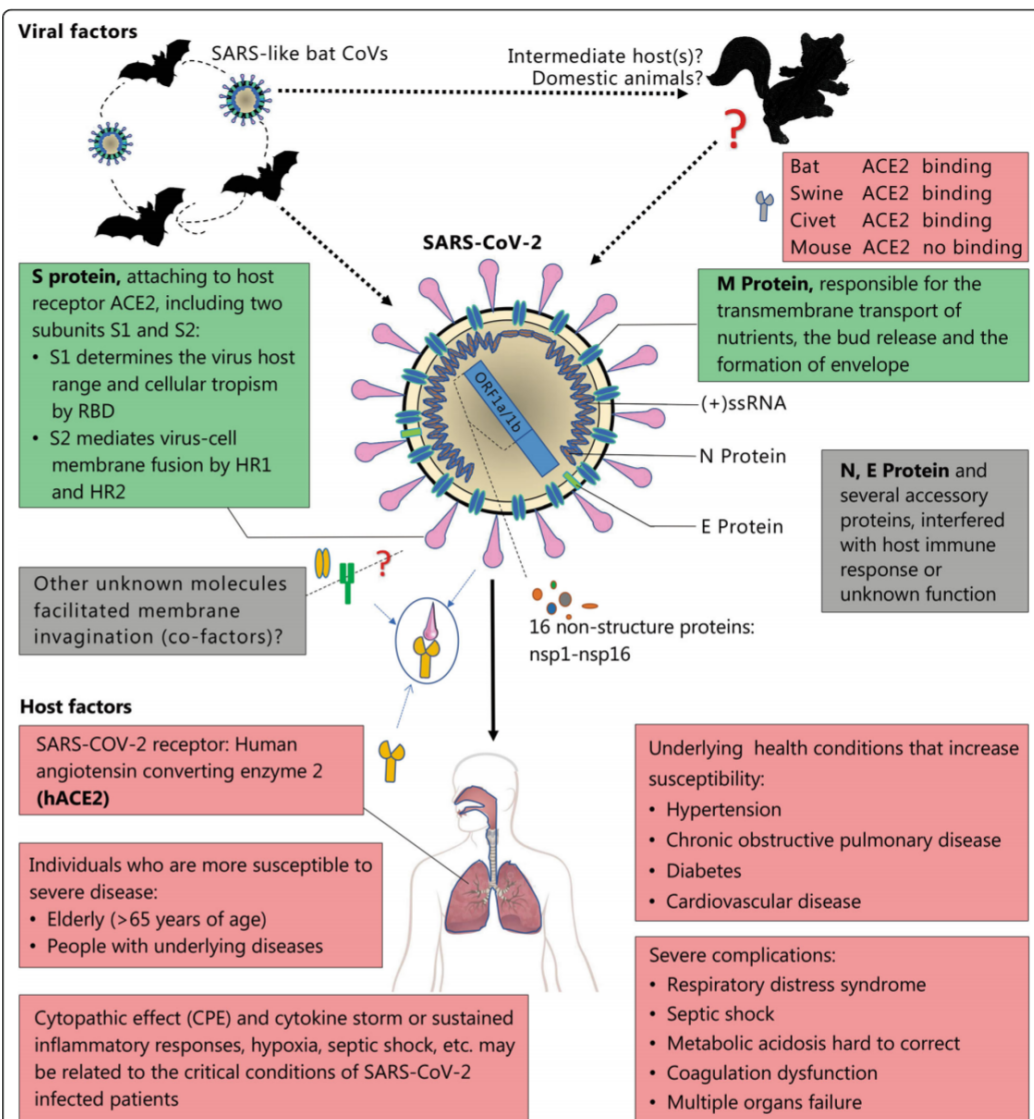 Viral factors
SARS-like bat CoVs
Intermediate host(s)?
Domestic animals?
?
Bat ACE2 binding
Swine ACE2 binding
Civet ACE2 binding
Mouse ACE2 no binding
SARS-CoV-2
S protein, attaching to host
receptor ACE2, including two
subunits S1 and S2:
• S1 determines the virus host
range and cellular tropism
by RBD
• S2 mediates virus-cell
membrane fusion by HR1
and HR2
M Protein, responsible for the
transmembrane transport of
nutrients, the bud release and the
formation of envelope
ORF1a/1b
(+)ssRNA
N Protein
E Protein
N, E Protein and
several accessory
proteins, interfered
with host immune
response or
unknown function
?
Other unknown molecules
facilitated membrane
invagination (co-factors)?
16 non-structure proteins:
nsp1-nsp16
Host factors
SARS-COV-2 receptor: Human
angiotensin converting enzyme 2
(hACE2)
Individuals who are more susceptible to
severe disease:
• Elderly (>65 years of age)
• People with underlying diseases
Cytopathic effect (CPE) and cytokine storm or sustained
inflammatory responses, hypoxia, septic shock, etc. may
be related to the critical conditions of SARS-CoV-2
infected patients
Underlying health conditions that increase
susceptibility:
• Hypertension
• Chronic obstructive pulmonary disease
• Diabetes
• Cardiovascular disease
Severe complications:
• Respiratory distress syndrome
• Septic shock
• Metabolic acidosis hard to correct
• Coagulation dysfunction
• Multiple organs failure